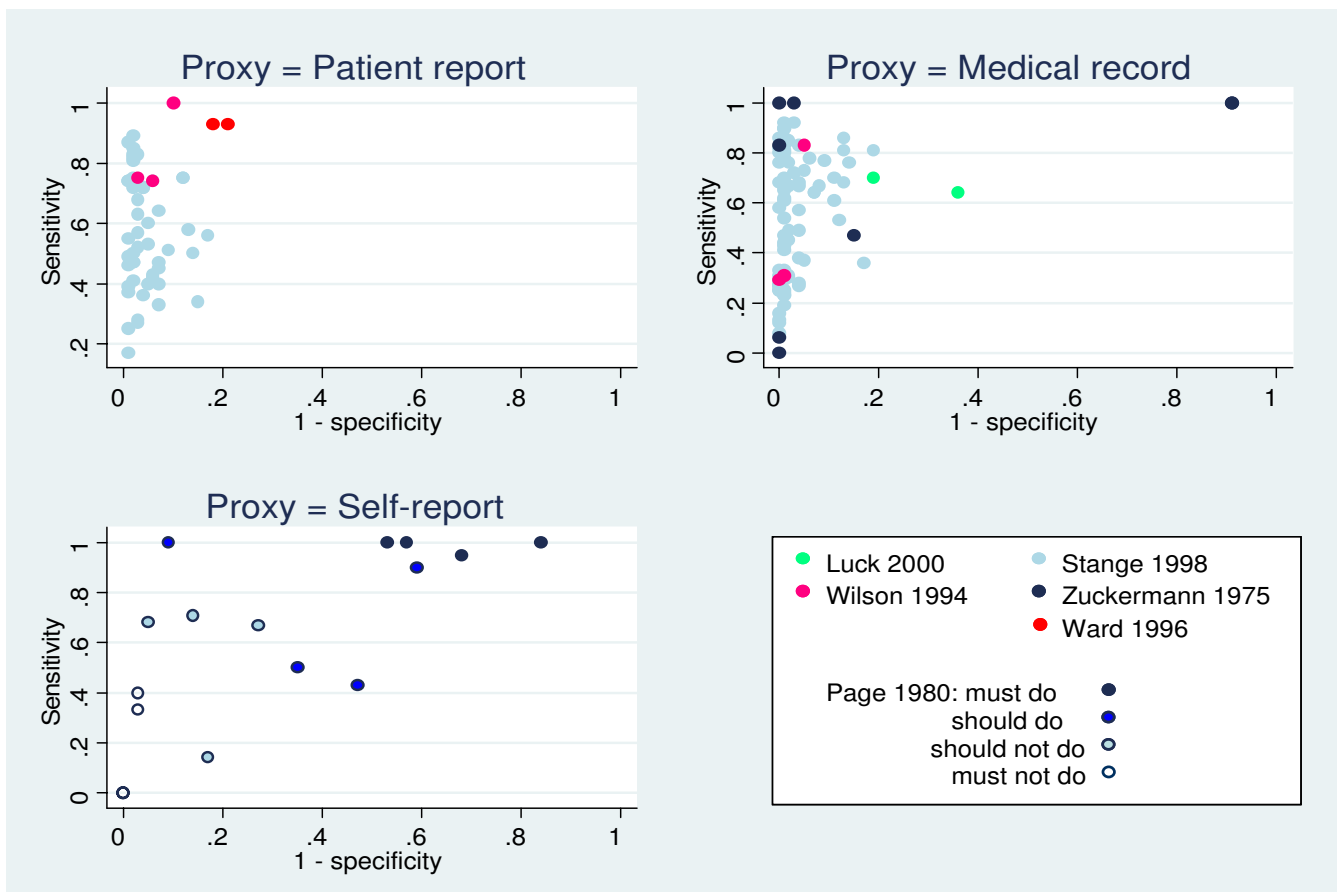 Proxy = Patient report
Sensitivity
1
.8
.6
.4
.2
0 .2 .4 .6 .8 1
1 - specificity
Proxy = Medical record
Sensitivity
1
.8
.6
.4
.2
0
0 .2 .4 .6 .8 1
1 - specificity
Proxy = Self-report
Sensitivity
1
.8
.6
.4
.2
0
0 .2 .4 .6 .8 1
1 - specificity
Luck 2000 Stange 1998
Wilson 1994 Zuckermann 1975
Ward 1996
Page 1980: must do
should do
should not do
must not do